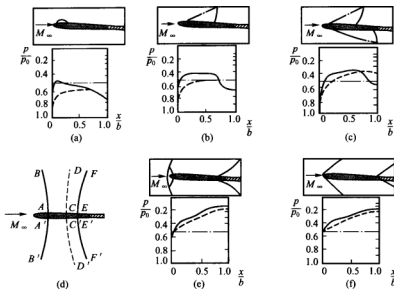 M∞
p/p0
0.2
0.4
0.6
0.8
1.0
0 0.5 1.0 x/b
(a)
M∞
p/p0
0.2
0.4
0.6
0.8
1.0
0 0.5 1.0 x/b
(b)
M∞
p/p0
0.2
0.4
0.6
0.8
1.0
0 0.5 1.0 x/b
(c)
B D F
A C E
M∞
A' C' E'
B' D' F'
(d)
M∞
p/p0
0.2
0.4
0.6
0.8
1.0
0 0.5 1.0 x/b
(e)
M∞
p/p0
0.2
0.4
0.6
0.8
1.0
0 0.5 1.0 x/b
(f)